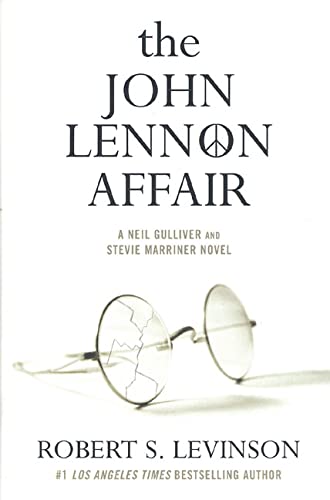 the
JOHN
LENNON
AFFAIR
A NEIL GULLIVER AND
STEVIE MARRINER NOVEL
ROBERT S. LEVINSON
#1 LOS ANGELES TIMES BESTSELLING AUTHOR